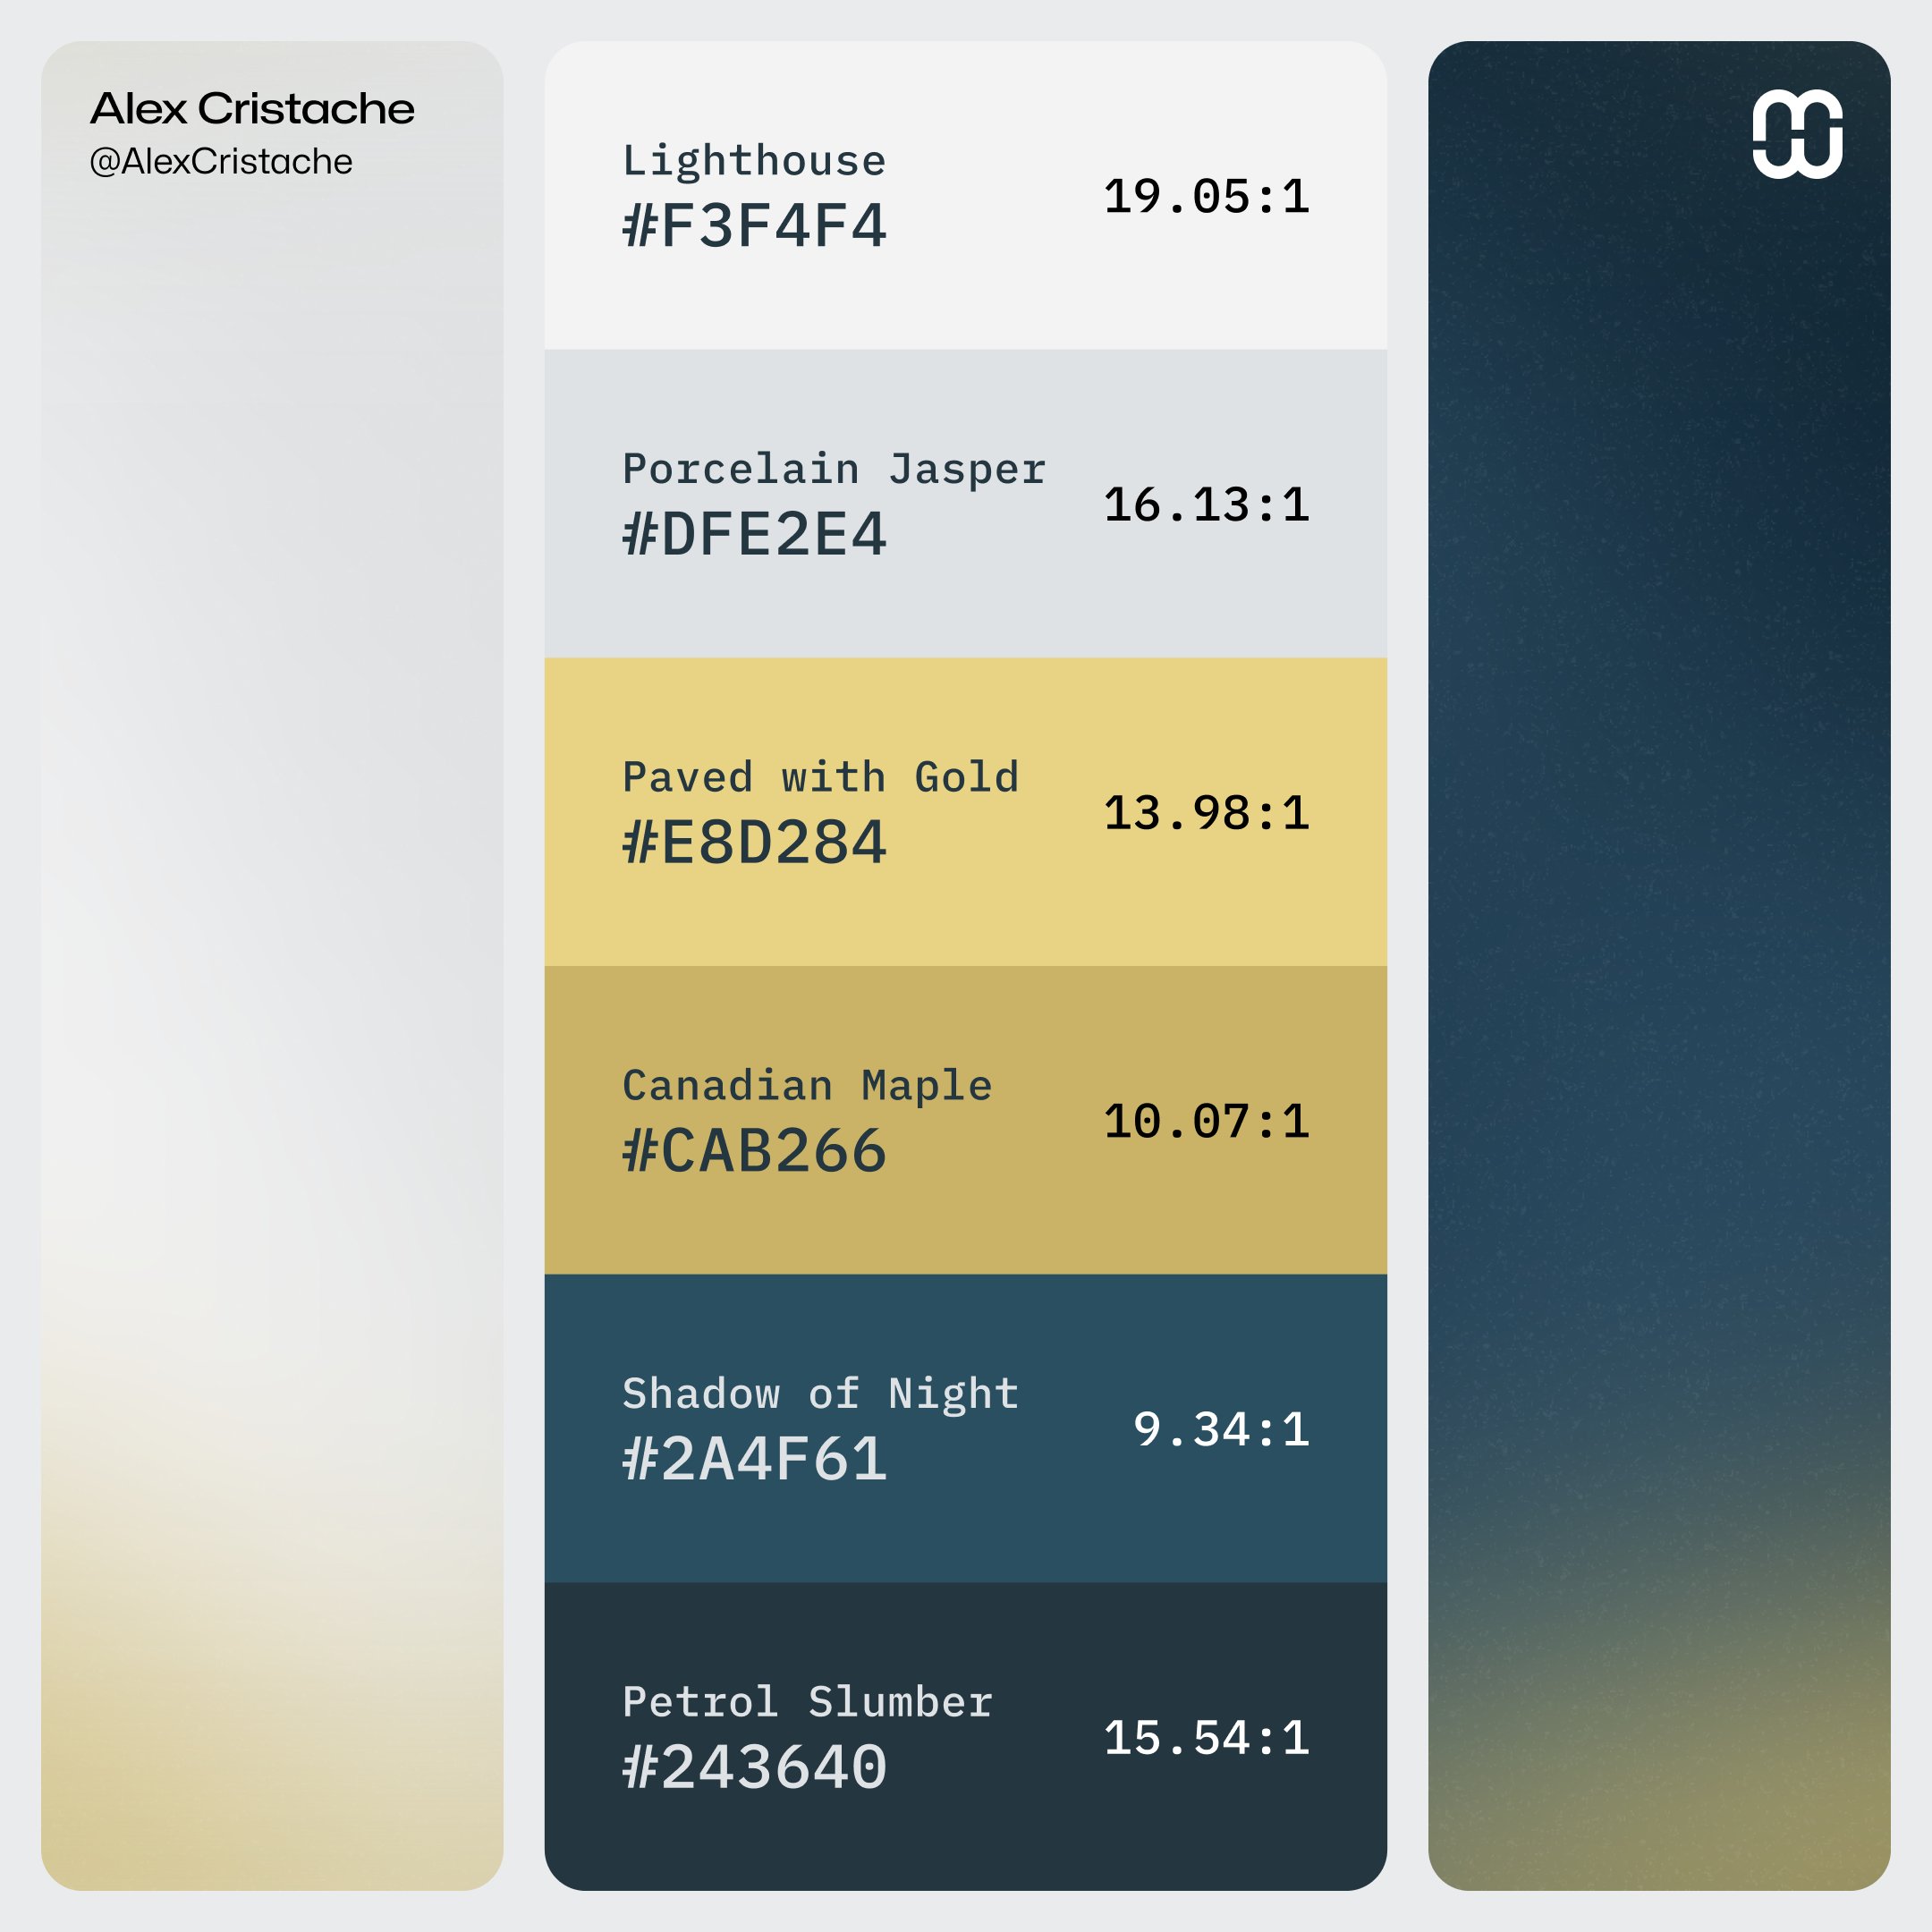 Alex Cristache
@AlexCristache
Lighthouse
#F3F4F4
19.05:1
Porcelain Jasper
#DFE2E4
16.13:1
Paved with Gold
#E8D284
13.98:1
Canadian Maple
#CAB266
10.07:1
Shadow of Night
#2A4F61
9.34:1
Petrol Slumber
#243640
15.54:1